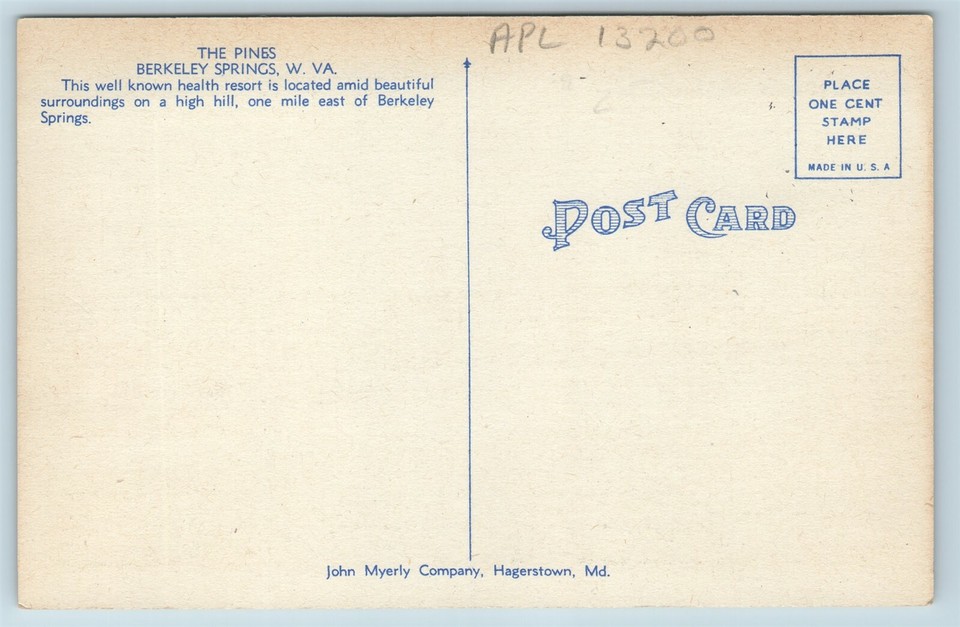 APL 13200
THE PINES
BERKELEY SPRINGS, W. VA.
This well known health resort is located amid beautiful
surroundings on a high hill, one mile east of Berkeley
Springs.
PLACE
ONE CENT
STAMP
HERE
MADE IN U. S. A
POST CARD
John Myerly Company, Hagerstown, Md.